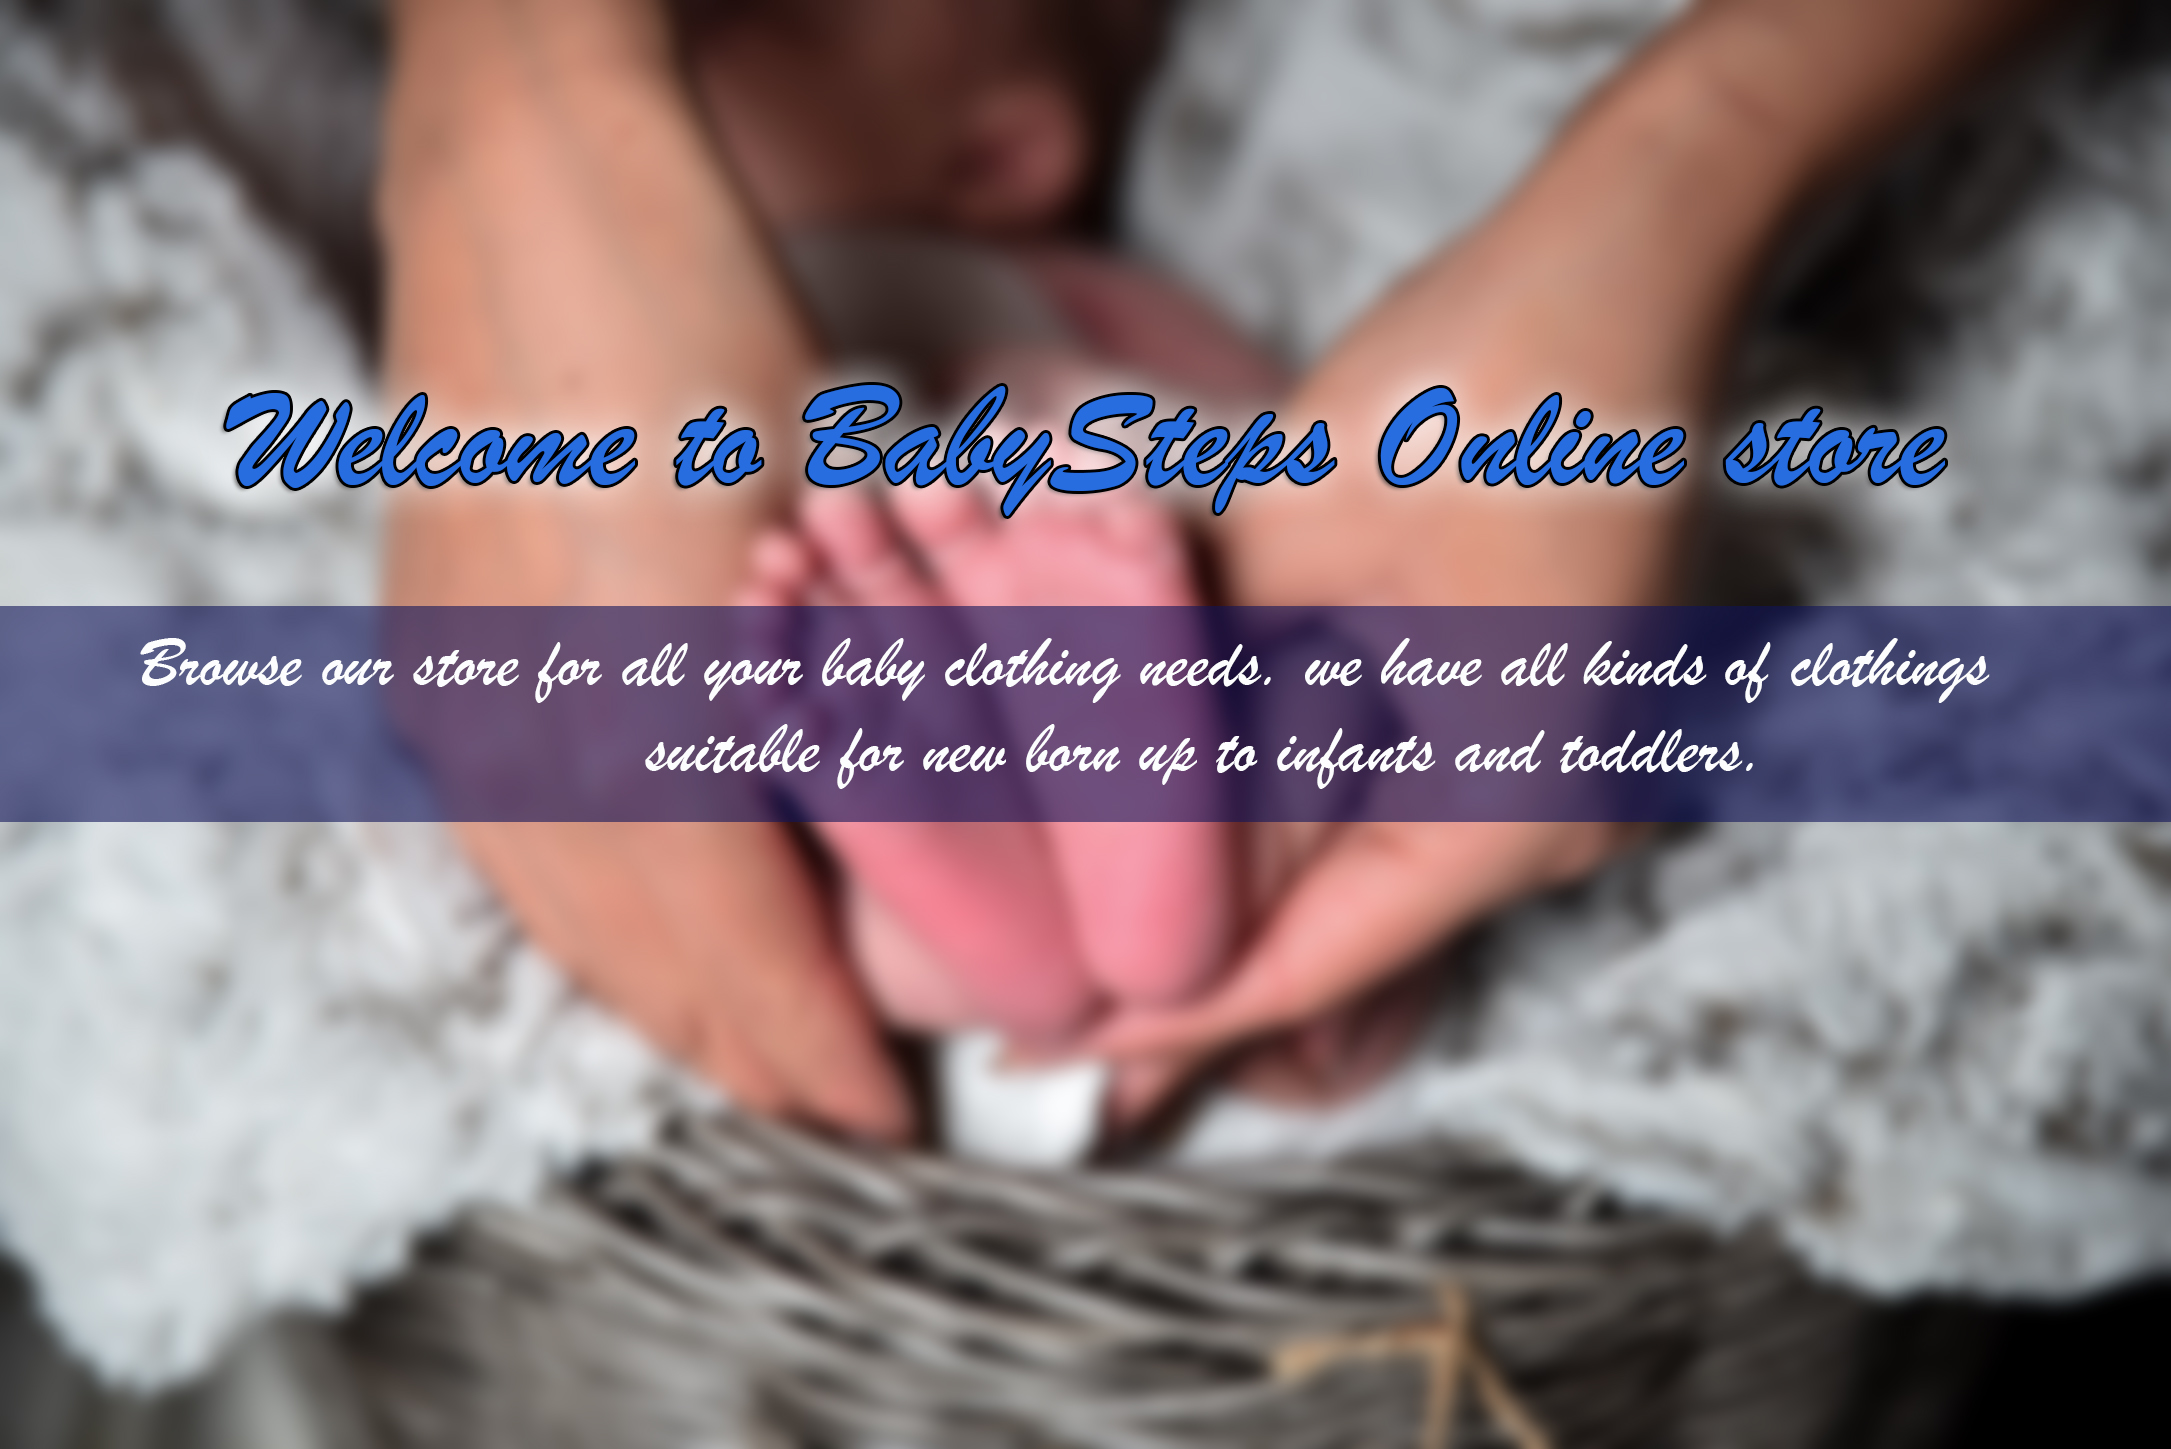 Welcome to BabySteps Online store
Browse our store for all your baby clothing needs. we have all kinds of clothings
suitable for new born up to infants and toddlers.